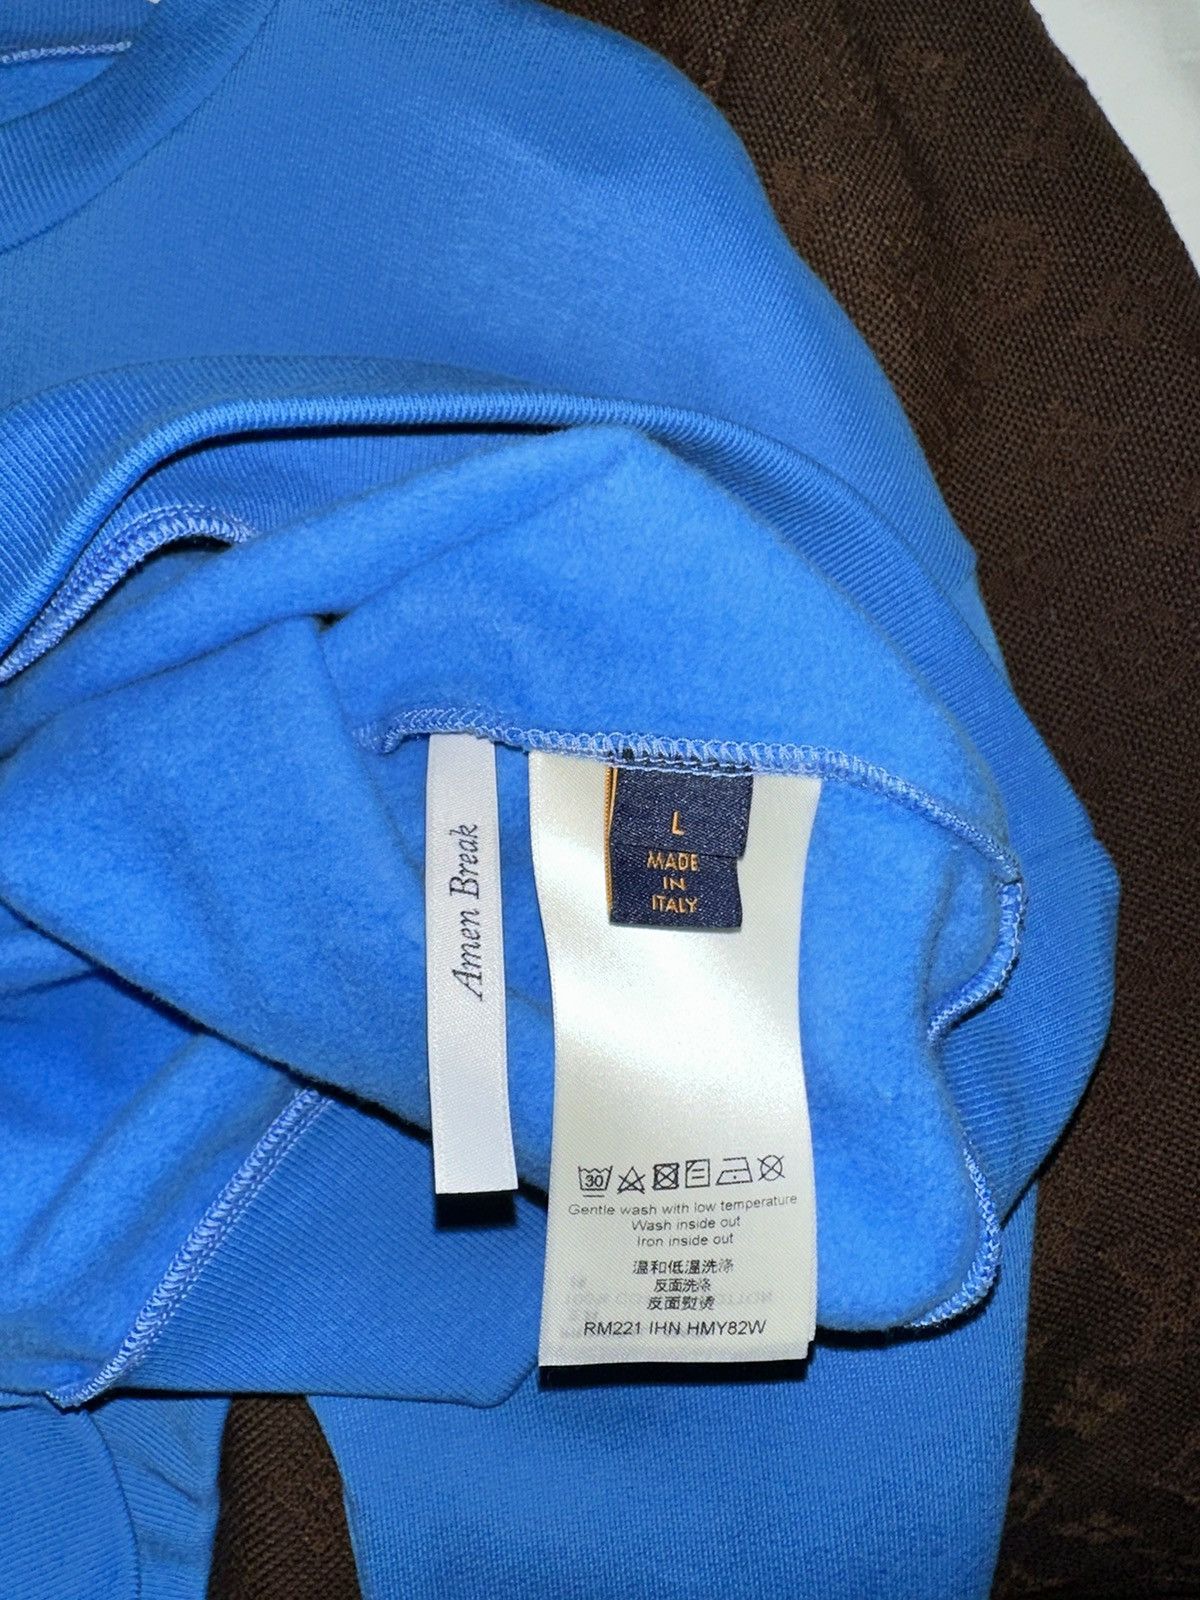 Amen Break
L
MADE
IN
ITALY
30
Gentle wash with low temperature
Wash inside out
Iron inside out
温和低温洗涤
反面洗涤
反面熨烫
RM221 IHN HMY82W